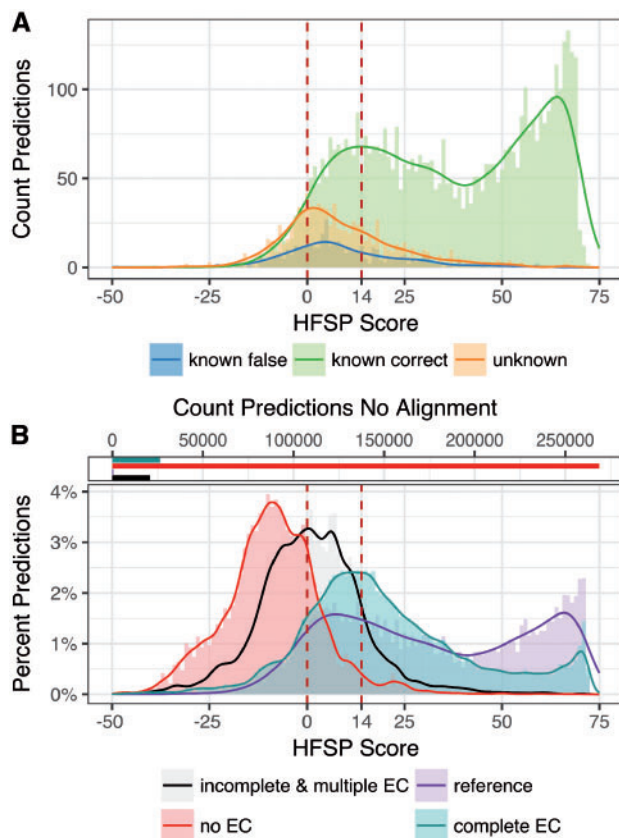 A
Count Predictions
100
50
0
-50 -25 0 14 25 50 75
HFSP Score
known false known correct unknown
Count Predictions No Alignment
B
0 50000 100000 150000 200000 250000
Percent Predictions
4%
3%
2%
1%
0%
-50 -25 0 14 25 50 75
HFSP Score
incomplete & multiple EC reference
no EC complete EC